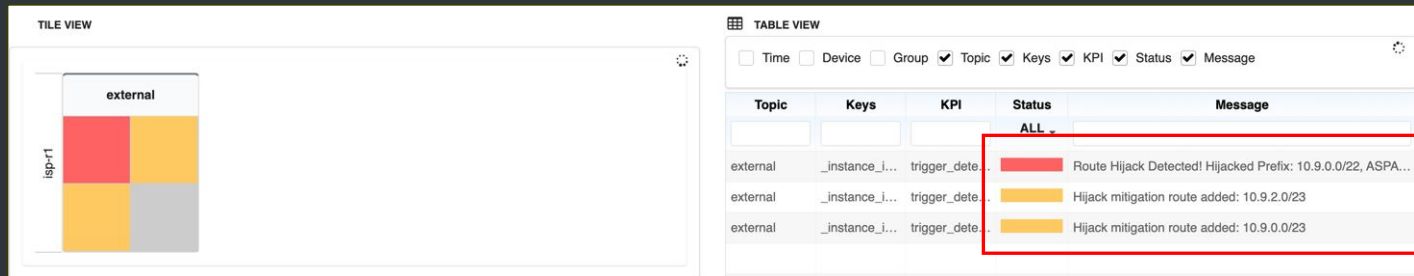 TILE VIEW
external
isp-r1
TABLE VIEW
Time Device Group Topic Keys KPI Status Message
Topic Keys KPI Status Message
ALL
external _instance_i... trigger_dete... Route Hijack Detected! Hijacked Prefix: 10.9.0.0/22, ASPA...
external _instance_i... trigger_dete... Hijack mitigation route added: 10.9.2.0/23
external _instance_i... trigger_dete... Hijack mitigation route added: 10.9.0.0/23